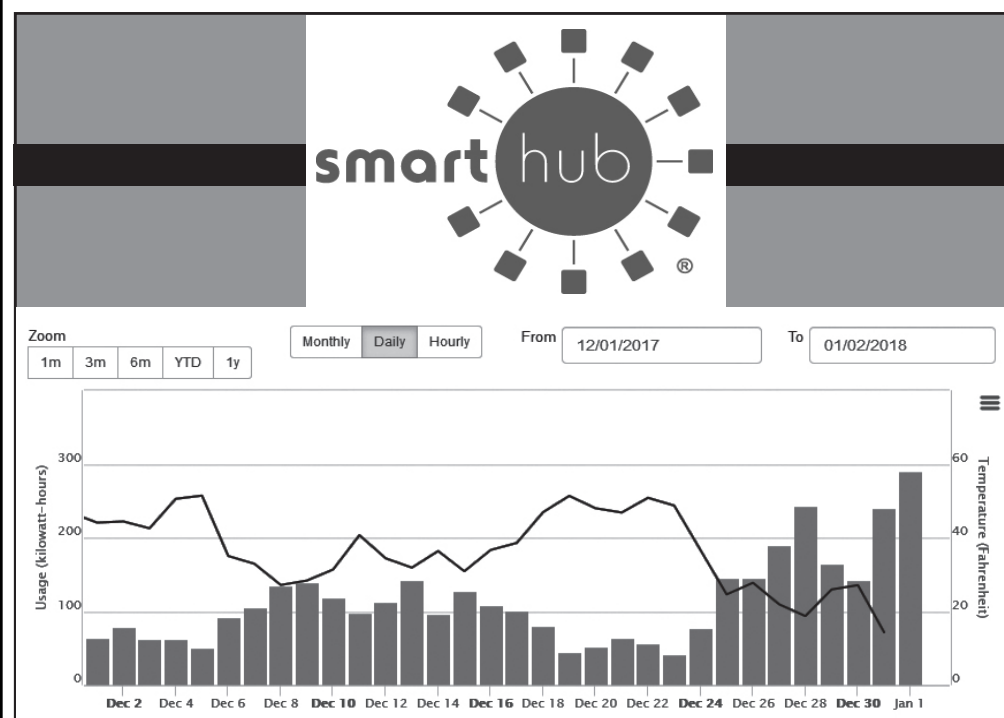 smart hub
®
Zoom
1m 3m 6m YTD 1y
Monthly Daily Hourly
From 12/01/2017
To 01/02/2018
Usage (kilowatt-hours)
300
200
100
0
60
40
20
0
Temperature (Fahrenheit)
Dec 2 Dec 4 Dec 6 Dec 8 Dec 10 Dec 12 Dec 14 Dec 16 Dec 18 Dec 20 Dec 22 Dec 24 Dec 26 Dec 28 Dec 30 Jan 1